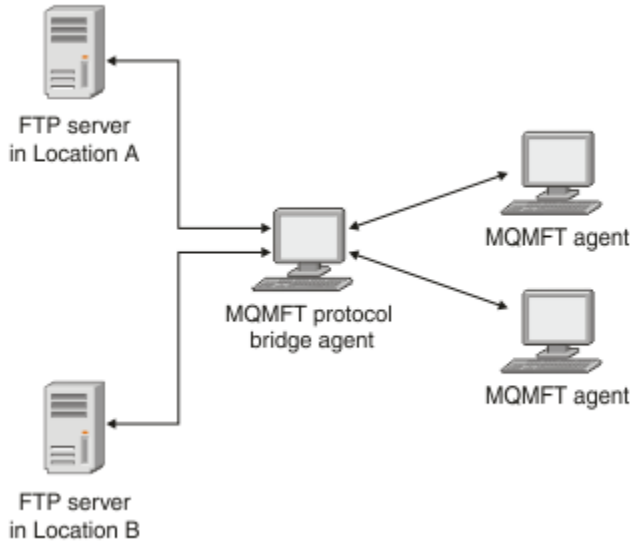 FTP server
in Location A
MQMFT agent
MQMFT protocol
bridge agent
MQMFT agent
FTP server
in Location B